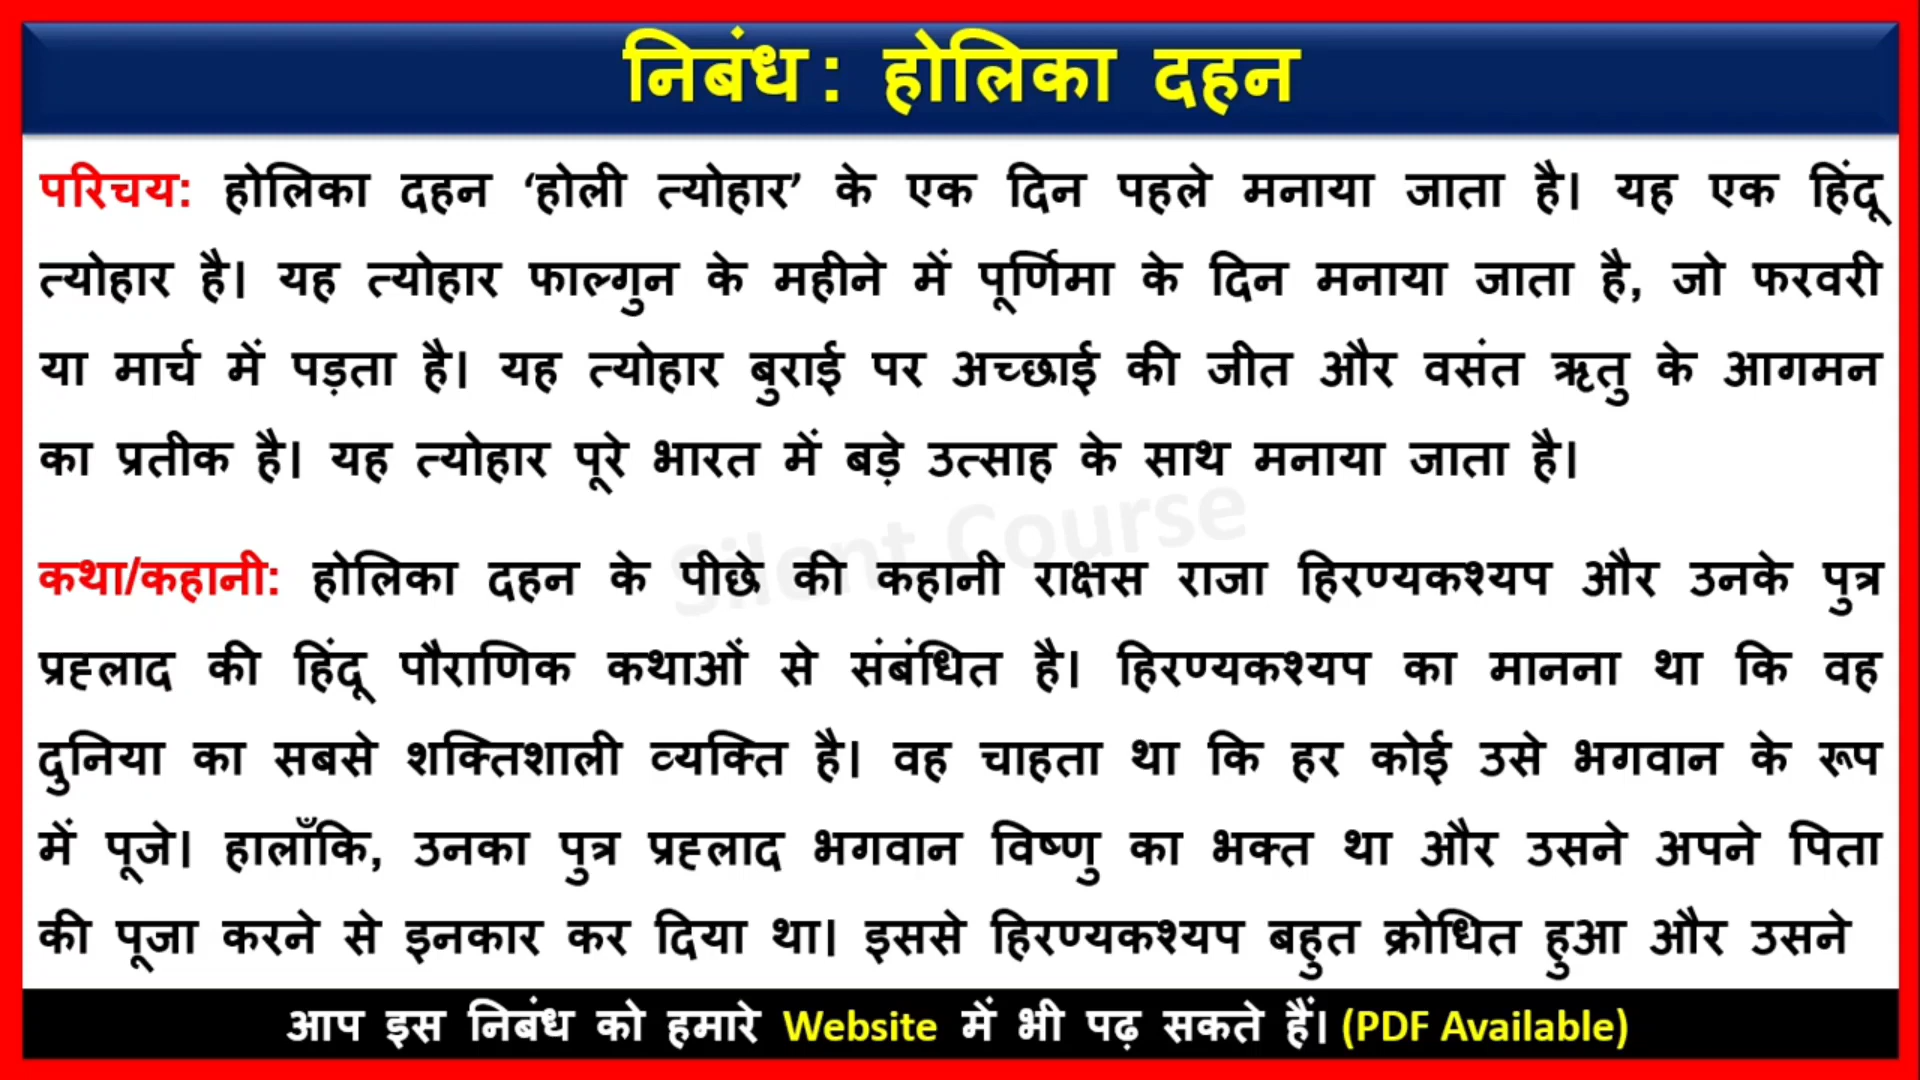 निबंध : होलिका दहन
परिचय: होलिका दहन ‘होली त्योहार’ के एक दिन पहले मनाया जाता है। यह एक हिंदू
त्योहार है। यह त्योहार फाल्गुन के महीने में पूर्णिमा के दिन मनाया जाता है, जो फरवरी
या मार्च में पड़ता है। यह त्योहार बुराई पर अच्छाई की जीत और वसंत ऋतु के आगमन
का प्रतीक है। यह त्योहार पूरे भारत में बड़े उत्साह के साथ मनाया जाता है।
Silent Course
कथा/कहानी: होलिका दहन के पीछे की कहानी राक्षस राजा हिरण्यकश्यप और उनके पुत्र
प्रह्लाद की हिंदू पौराणिक कथाओं से संबंधित है। हिरण्यकश्यप का मानना था कि वह
दुनिया का सबसे शक्तिशाली व्यक्ति है। वह चाहता था कि हर कोई उसे भगवान के रूप
में पूजे। हालाँकि, उनका पुत्र प्रह्लाद भगवान विष्णु का भक्त था और उसने अपने पिता
की पूजा करने से इनकार कर दिया था। इससे हिरण्यकश्यप बहुत क्रोधित हुआ और उसने
आप इस निबंध को हमारे Website में भी पढ़ सकते हैं। (PDF Available)